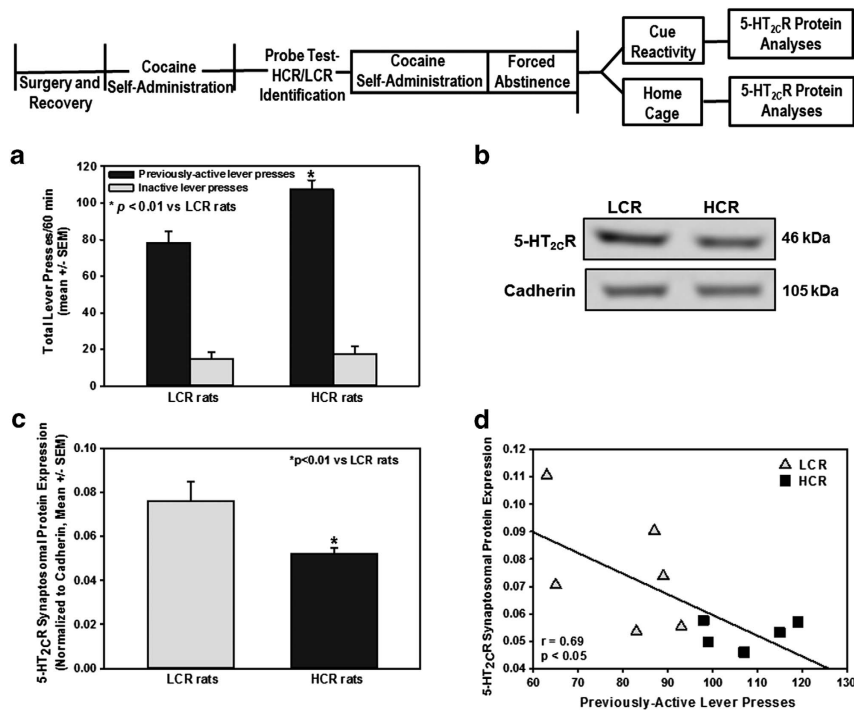 Surgery and
Recovery
Cocaine
Self-Administration
Probe Test-
HCR/LCR
Identification
Cocaine
Self-Administration
Forced
Abstinence
Cue
Reactivity
5-HT2CR Protein
Analyses
Home
Cage
5-HT2CR Protein
Analyses
a
Total Lever Presses/60 min
(mean +/- SEM)
120
100
80
60
40
20
0
Previously-active lever presses
Inactive lever presses
* p < 0.01 vs LCR rats
*
LCR rats
HCR rats
b
LCR
HCR
5-HT2CR
46 kDa
Cadherin
105 kDa
c
5-HT2CR Synaptosomal Protein Expression
(Normalized to Cadherin, Mean +/- SEM)
0.10
0.08
0.06
0.04
0.02
0.00
*p<0.01 vs LCR rats
*
LCR rats
HCR rats
d
5-HT2CR Synaptosomal Protein Expression
0.12
0.11
0.09
0.08
0.07
0.06
0.05
0.04
LCR
HCR
r = 0.69
p < 0.05
60
70
80
90
100
110
120
130
Previously-Active Lever Presses